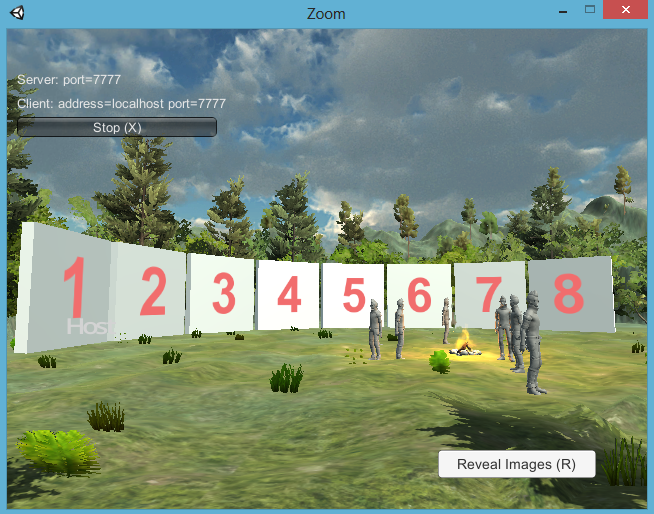 Zoom
Server: port=7777
Client: address=localhost port=7777
Stop (X)
1 2 3 4 5 6 7 8
Hos
Reveal Images (R)